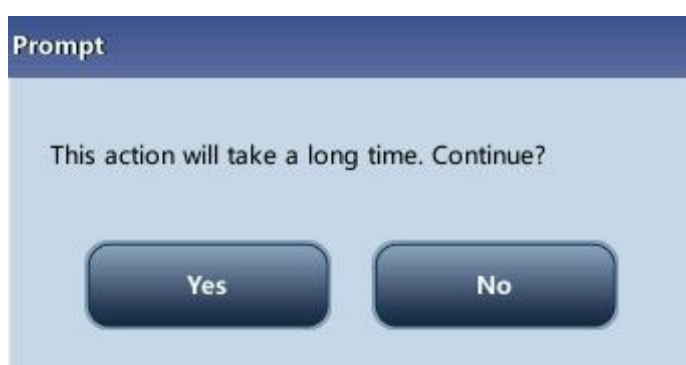 Prompt
This action will take a long time. Continue?
Yes No